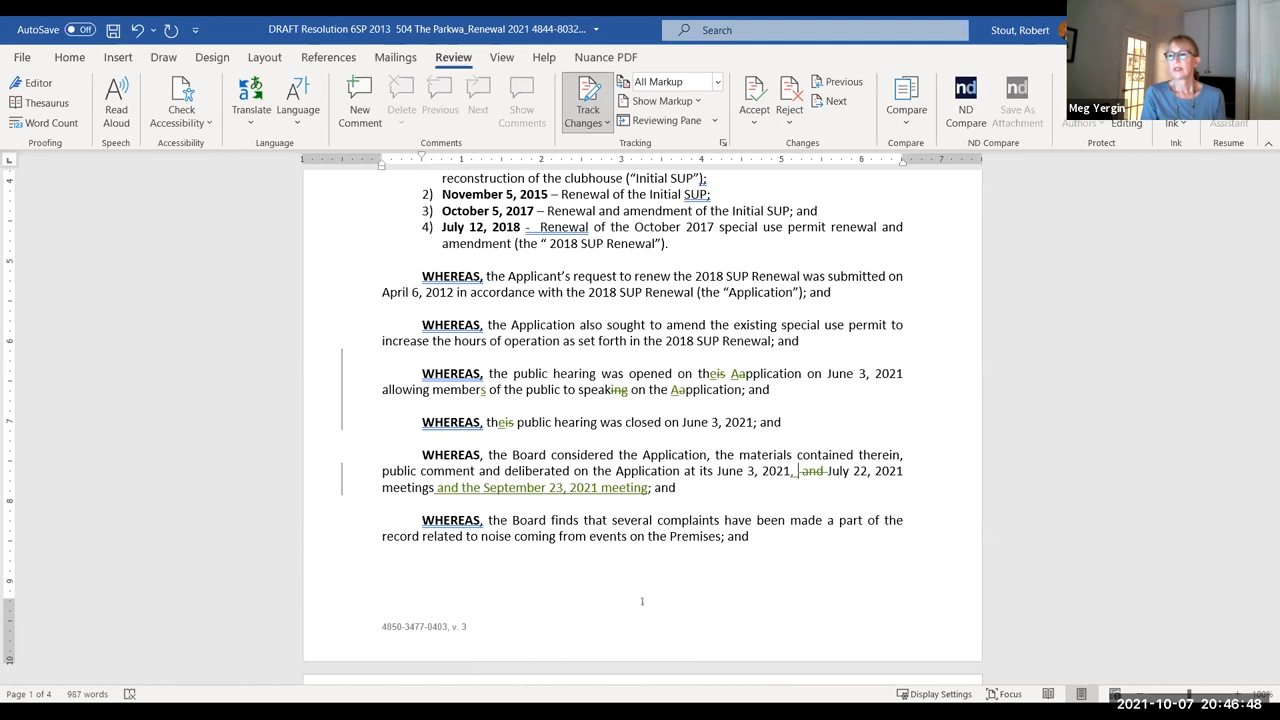 AutoSave Off DRAFT Resolution 6SP 2013 504 The Parkwa_Renewal 2021 4844-8032... Search Stout, Robert
File Home Insert Draw Design Layout References Mailings Review View Help Nuance PDF
Editor
Thesaurus
Word Count
Proofing
Read Aloud
Speech
Check Accessibility
Accessibility
Translate Language
Language
New Comment Delete Previous Next Show Comments
Comments
Track Changes
All Markup
Show Markup
Reviewing Pane
Tracking
Accept Reject Previous
Next
Changes
Compare
Compare
ND Compare Save As Attachment
ND Compare
Authors Editing
Protect
Ink
Ink
Assistant
Resume
Meg Yergin
1 1 2 3 4 5 6 7
reconstruction of the clubhouse (“Initial SUP”);
2) November 5, 2015 – Renewal of the Initial SUP;
3) October 5, 2017 – Renewal and amendment of the Initial SUP; and
4) July 12, 2018 - Renewal of the October 2017 special use permit renewal and
amendment (the “ 2018 SUP Renewal”).
WHEREAS, the Applicant’s request to renew the 2018 SUP Renewal was submitted on
April 6, 2012 in accordance with the 2018 SUP Renewal (the “Application”); and
WHEREAS, the Application also sought to amend the existing special use permit to
increase the hours of operation as set forth in the 2018 SUP Renewal; and
WHEREAS, the public hearing was opened on theis Aapplication on June 3, 2021
allowing members of the public to speaking on the Aapplication; and
WHEREAS, theis public hearing was closed on June 3, 2021; and
WHEREAS, the Board considered the Application, the materials contained therein,
public comment and deliberated on the Application at its June 3, 2021, and July 22, 2021
meetings and the September 23, 2021 meeting; and
WHEREAS, the Board finds that several complaints have been made a part of the
record related to noise coming from events on the Premises; and
1
4850-3477-0403, v. 3
Page 1 of 4 987 words Display Settings Focus 100%
2021-10-07 20:46:48